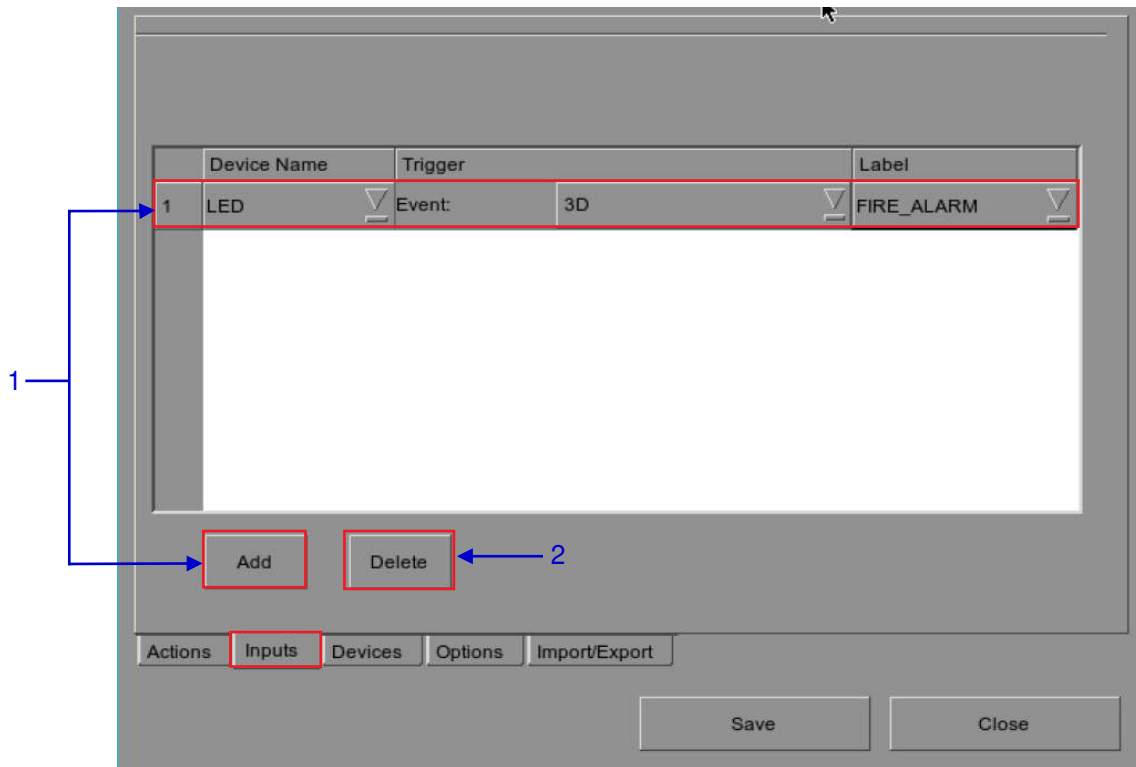 Device Name Trigger Label
1 LED Event: 3D FIRE_ALARM
1
Add Delete 2
Actions Inputs Devices Options Import/Export
Save Close